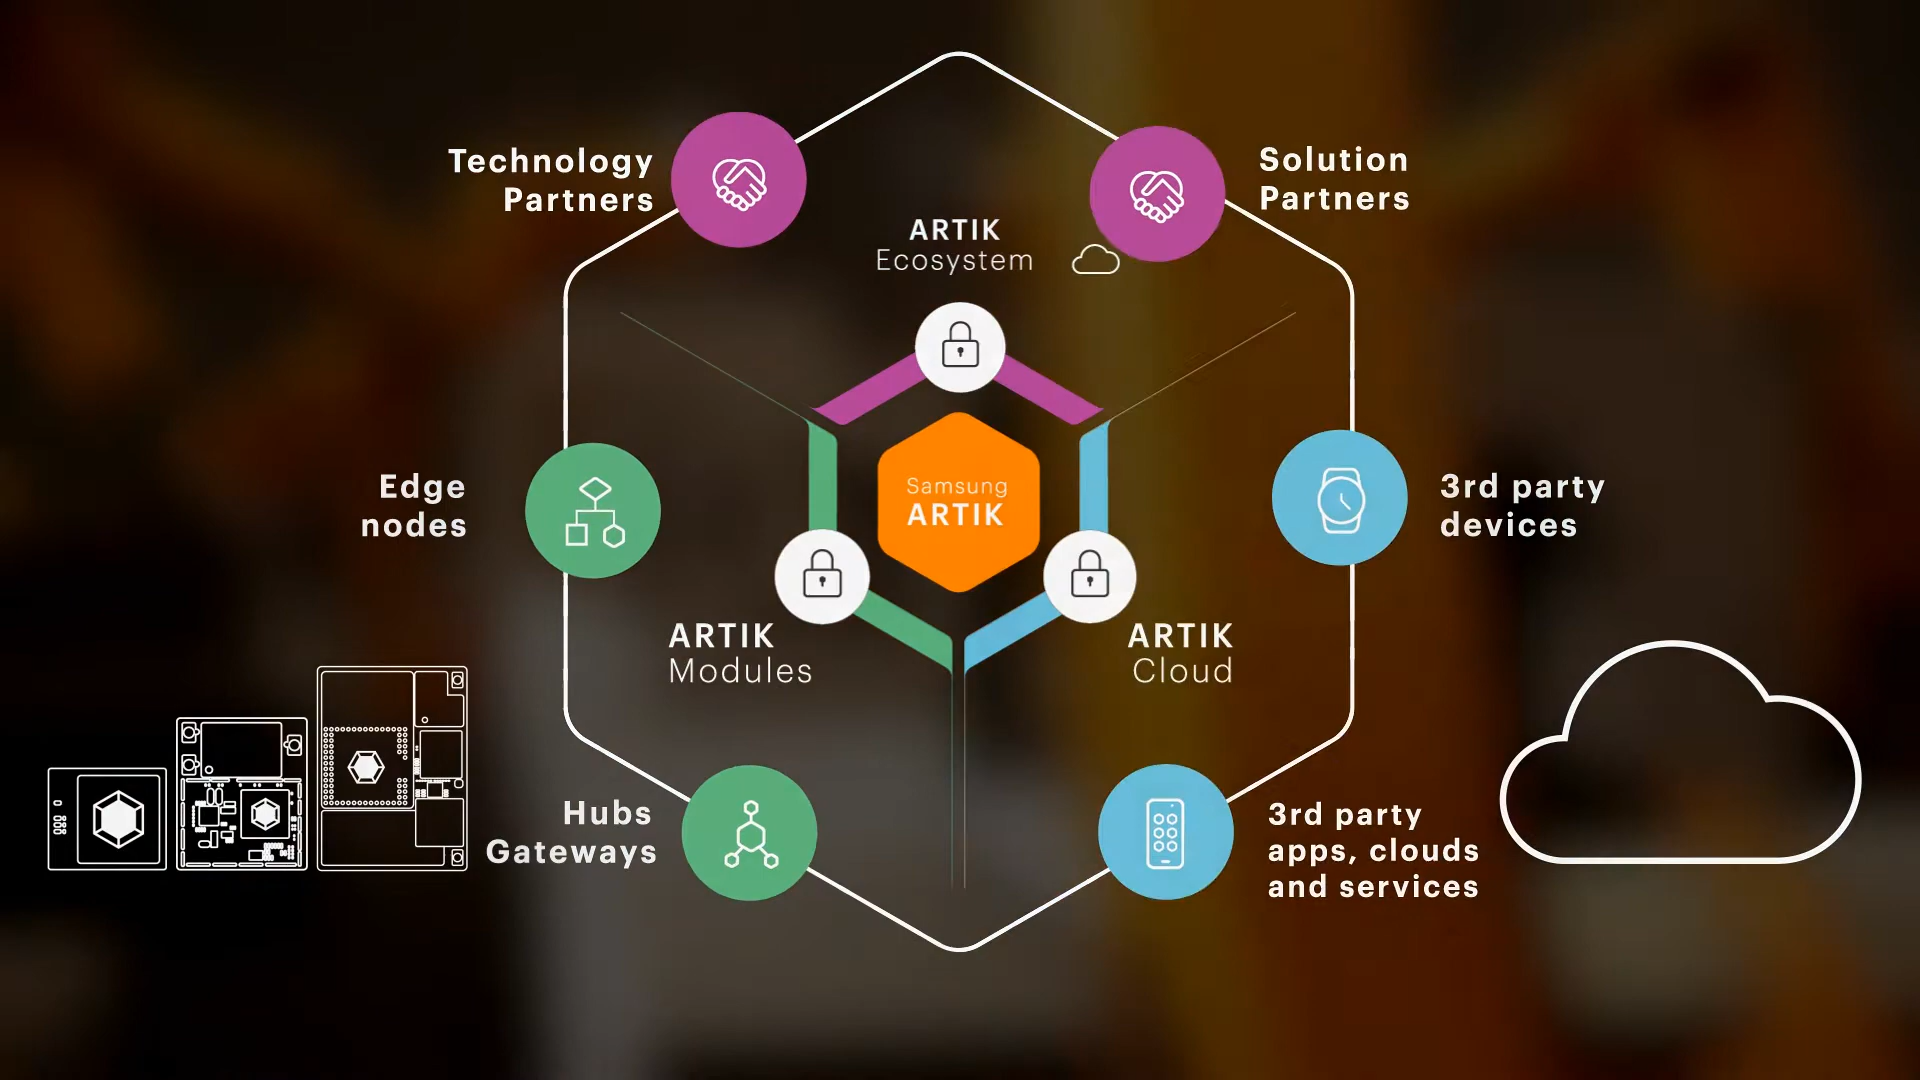 Technology
Partners
Solution
Partners
ARTIK
Ecosystem
Edge
nodes
Samsung
ARTIK
3rd party
devices
ARTIK
Modules
ARTIK
Cloud
Hubs
Gateways
3rd party
apps, clouds
and services